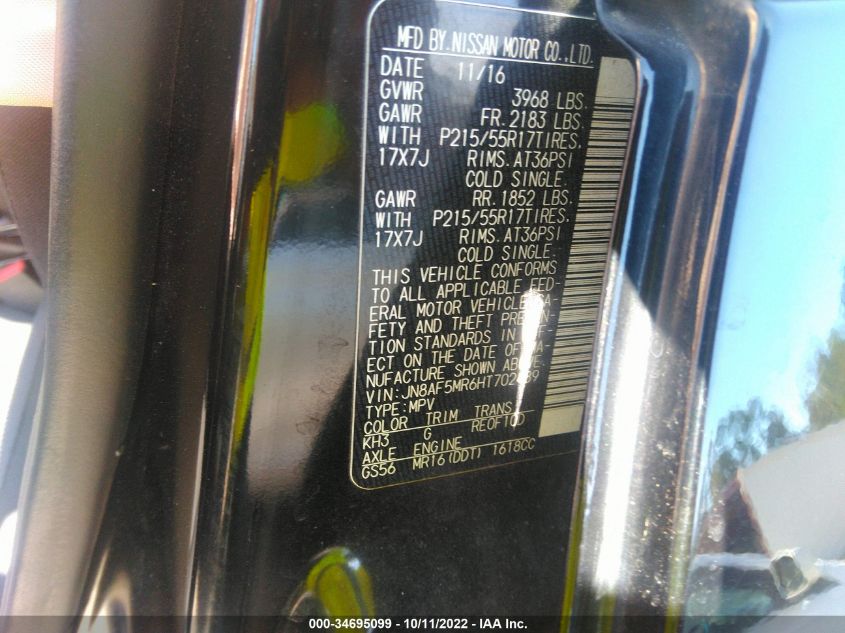 MFD BY. NISSAN MOTOR CO.,LTD.
DATE 11/16
GVWR 3968 LBS.
GAWR FR. 2183 LBS.
WITH P215/55R17TIRES.
17X7J RIMS. AT36PSI
COLD SINGLE.
GAWR RR. 1852 LBS.
WITH P215/55R17TIRES.
17X7J RIMS. AT36PSI
COLD SINGLE.
THIS VEHICLE CONFORMS
TO ALL APPLICABLE FED-
ERAL MOTOR VEHICLE SA-
FETY AND THEFT PREVEN-
TION STANDARDS IN EFF-
ECT ON THE DATE OF MA-
NUFACTURE SHOWN ABOVE.
VIN:
TYPE:MPV
COLOR TRIM TRANS
KH3 G
AXLE ENGINE
GS56 MR16(DDT) 1618CC
000-34695099 - 10/11/2022 - IAA Inc.